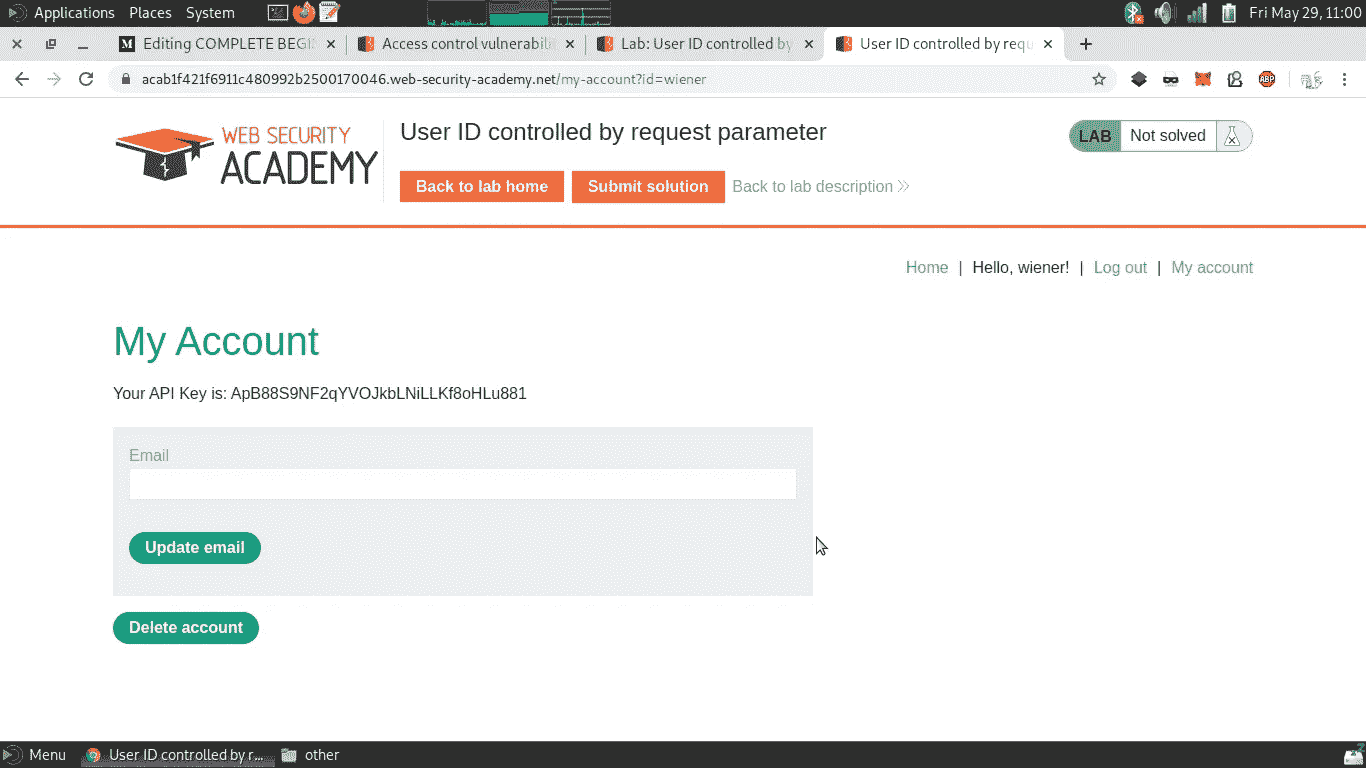 Applications Places System Fri May 29, 11:00
Editing COMPLETE BEGI Access control vulnerabili Lab: User ID controlled by User ID controlled by requ
acab1f421f6911c480992b2500170046.web-security-academy.net/my-account?id=wiener
ABP
WEB SECURITY
ACADEMY
User ID controlled by request parameter
LAB Not solved
Back to lab home Submit solution Back to lab description
Home | Hello, wiener! | Log out | My account
My Account
Your API Key is: ApB88S9NF2qYVOJkbLNiLLKf8oHLu881
Email
Update email
Delete account
Menu User ID controlled by r... other